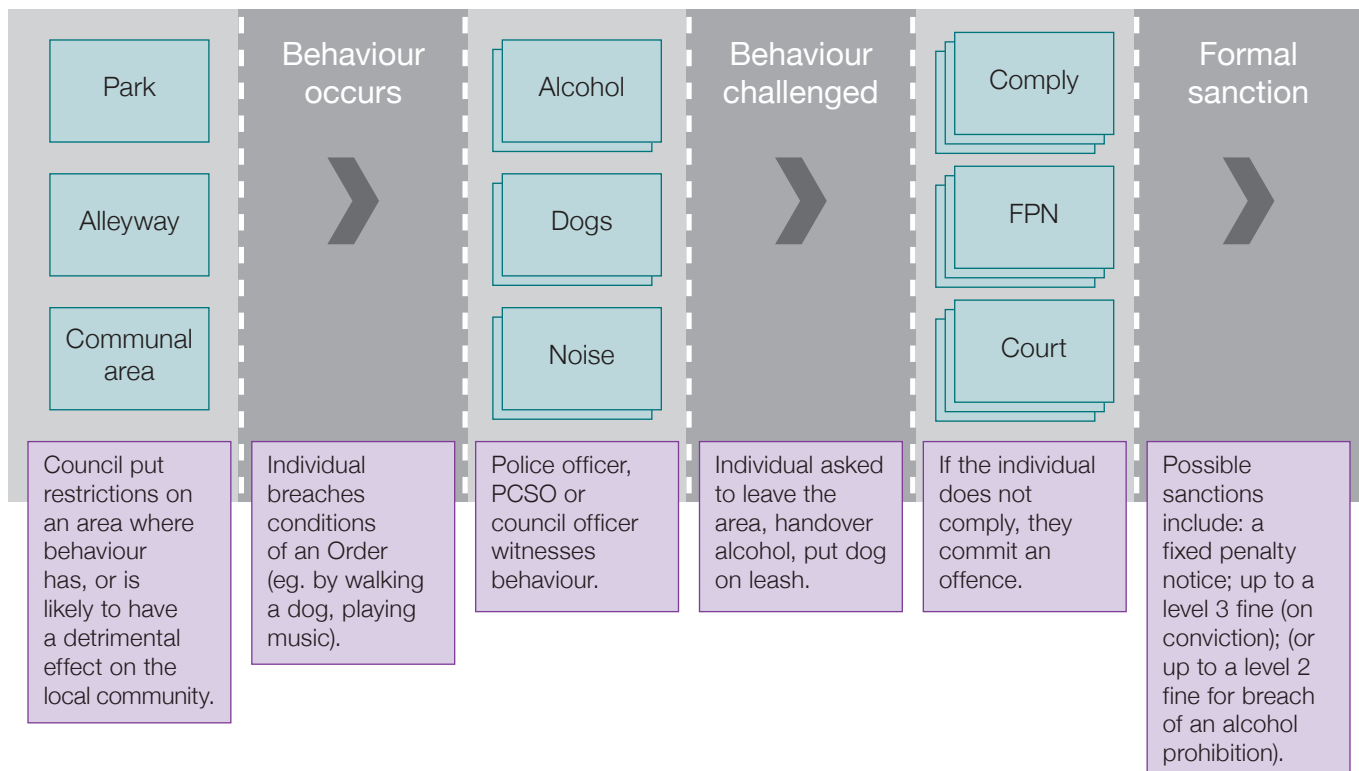 Park
Alleyway
Communal
area
Behaviour
occurs
Alcohol
Dogs
Noise
Behaviour
challenged
Comply
FPN
Court
Formal
sanction
Council put
restrictions on
an area where
behaviour
has, or is
likely to have
a detrimental
effect on the
local community.
Individual
breaches
conditions
of an Order
(eg. by walking
a dog, playing
music).
Police officer,
PCSO or
council officer
witnesses
behaviour.
Individual asked
to leave the
area, handover
alcohol, put dog
on leash.
If the individual
does not
comply, they
commit an
offence.
Possible
sanctions
include: a
fixed penalty
notice; up to a
level 3 fine (on
conviction); (or
up to a level 2
fine for breach
of an alcohol
prohibition).